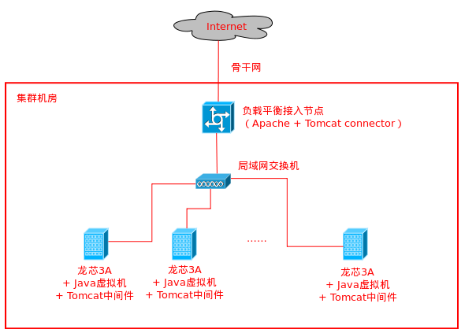 Internet
骨干网
集群机房
负载平衡接入节点
（Apache + Tomcat connector）
局域网交换机
......
龙芯3A
+ Java虚拟机
+ Tomcat中间件
龙芯3A
+ Java虚拟机
+ Tomcat中间件
龙芯3A
+ Java虚拟机
+ Tomcat中间件